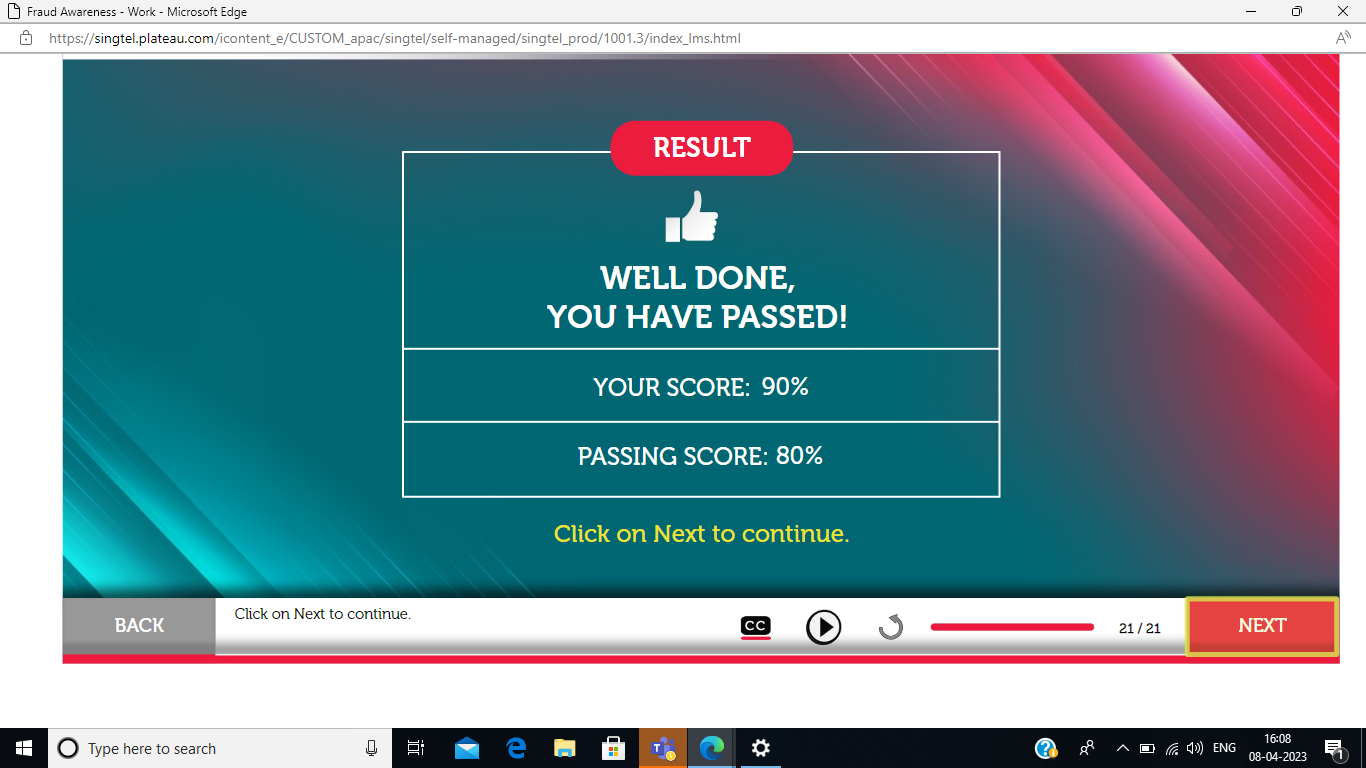 Fraud Awareness - Work - Microsoft Edge
https://singtel.plateau.com/icontent_e/CUSTOM_apac/singtel/self-managed/singtel_prod/1001.3/index_lms.html
RESULT
WELL DONE,
YOU HAVE PASSED!
YOUR SCORE: 90%
PASSING SCORE: 80%
Click on Next to continue.
BACK
Click on Next to continue.
CC
21 / 21
NEXT
Type here to search
ENG
16:08
08-04-2023
1